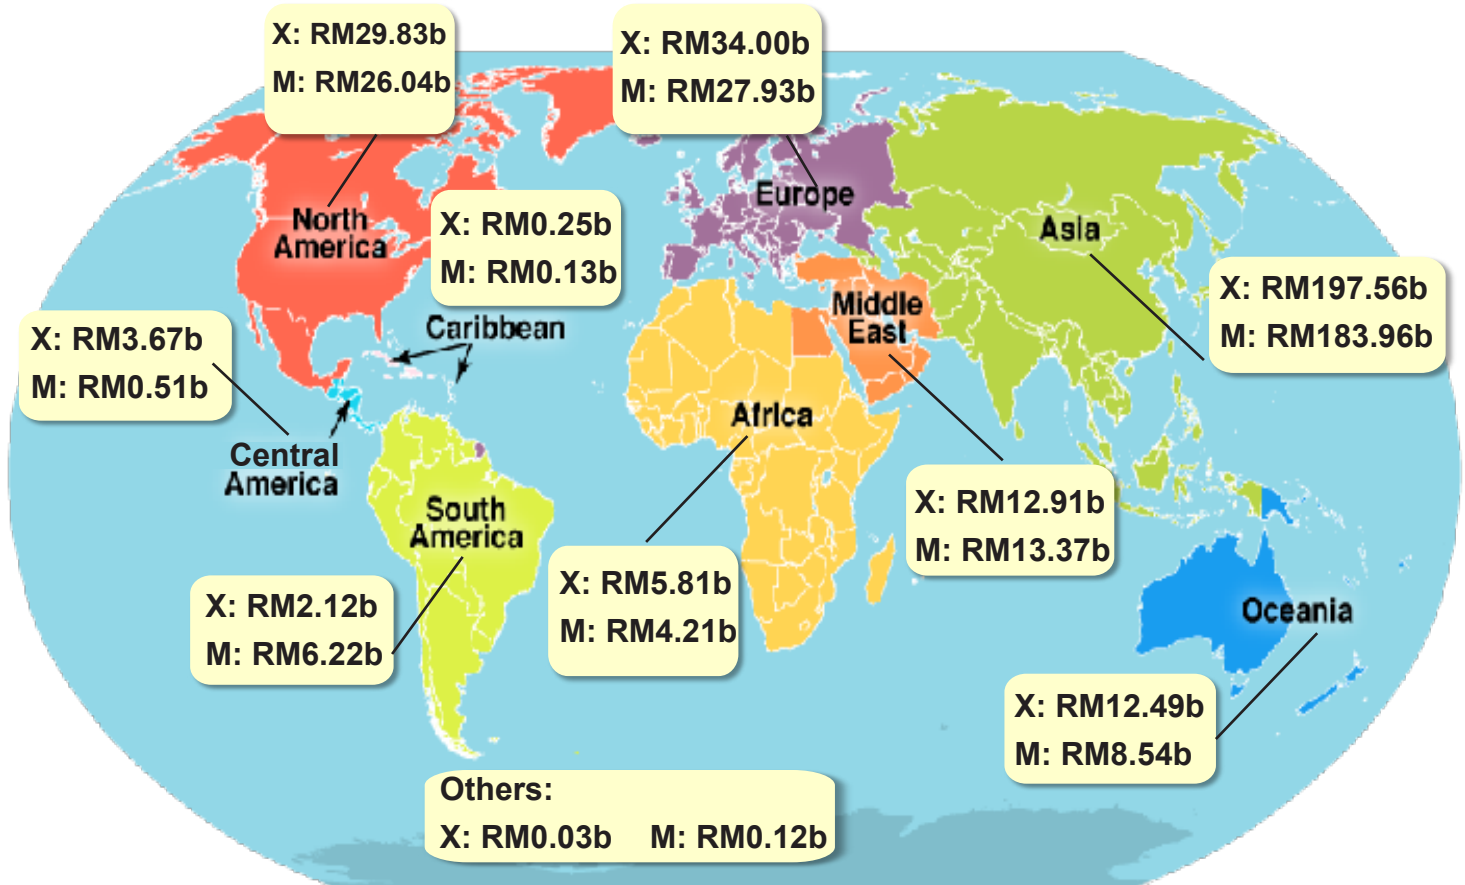 X: RM29.83b
M: RM26.04b
X: RM34.00b
M: RM27.93b
North
America
X: RM0.25b
M: RM0.13b
Europe
Asia
X: RM197.56b
M: RM183.96b
X: RM3.67b
M: RM0.51b
Caribbean
Middle
East
Central
America
Africa
South
America
X: RM12.91b
M: RM13.37b
X: RM2.12b
M: RM6.22b
X: RM5.81b
M: RM4.21b
Oceania
X: RM12.49b
M: RM8.54b
Others:
X: RM0.03b M: RM0.12b